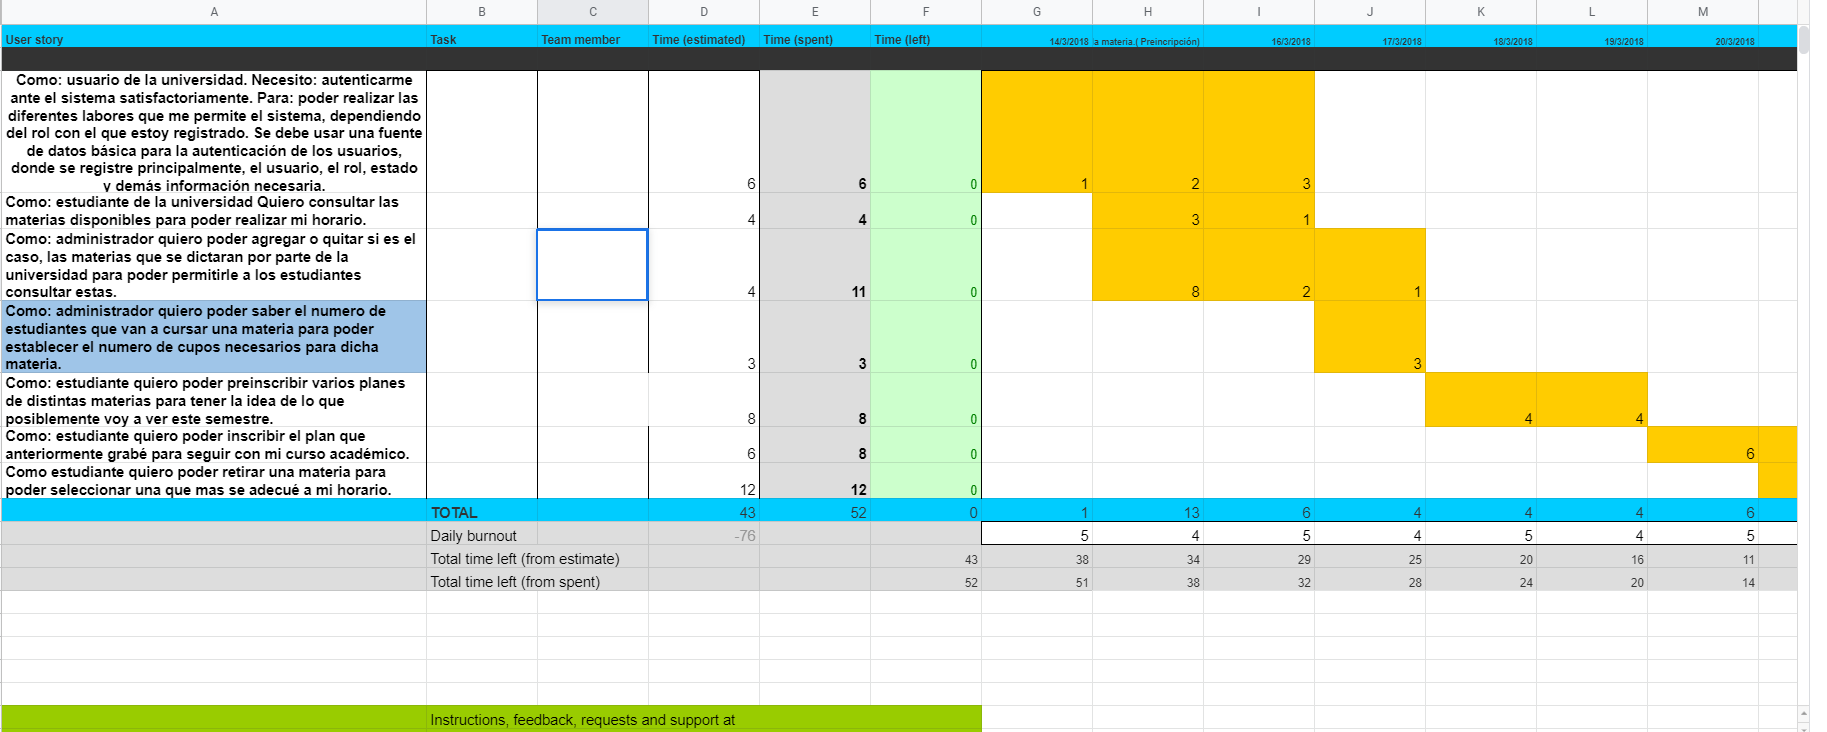 A B C D E F G H I J K L M
User story Task Team member Time (estimated) Time (spent) Time (left) 14/3/2018 a materia.( Preincripción) 16/3/2018 17/3/2018 18/3/2018 19/3/2018 20/3/2018
Como: usuario de la universidad. Necesito: autenticarme
ante el sistema satisfactoriamente. Para: poder realizar las
diferentes labores que me permite el sistema, dependiendo
del rol con el que estoy registrado. Se debe usar una fuente
de datos básica para la autenticación de los usuarios,
donde se registre principalmente, el usuario, el rol, estado
y demás información necesaria.
6 6 0 1 2 3
Como: estudiante de la universidad Quiero consultar las
materias disponibles para poder realizar mi horario.
4 4 0 3 1
Como: administrador quiero poder agregar o quitar si es el
caso, las materias que se dictaran por parte de la
universidad para poder permitirle a los estudiantes
consultar estas.
4 11 0 8 2 1
Como: administrador quiero poder saber el numero de
estudiantes que van a cursar una materia para poder
establecer el numero de cupos necesarios para dicha
materia.
3 3 0 3
Como: estudiante quiero poder preinscribir varios planes
de distintas materias para tener la idea de lo que
posiblemente voy a ver este semestre.
8 8 0 4 4
Como: estudiante quiero poder inscribir el plan que
anteriormente grabé para seguir con mi curso académico.
6 8 0 6
Como estudiante quiero poder retirar una materia para
poder seleccionar una que mas se adecué a mi horario.
12 12 0
TOTAL 43 52 0 1 13 6 4 4 4 6
Daily burnout -76 5 4 5 4 5 4 5
Total time left (from estimate) 43 38 34 29 25 20 16 11
Total time left (from spent) 52 51 38 32 28 24 20 14
Instructions, feedback, requests and support at